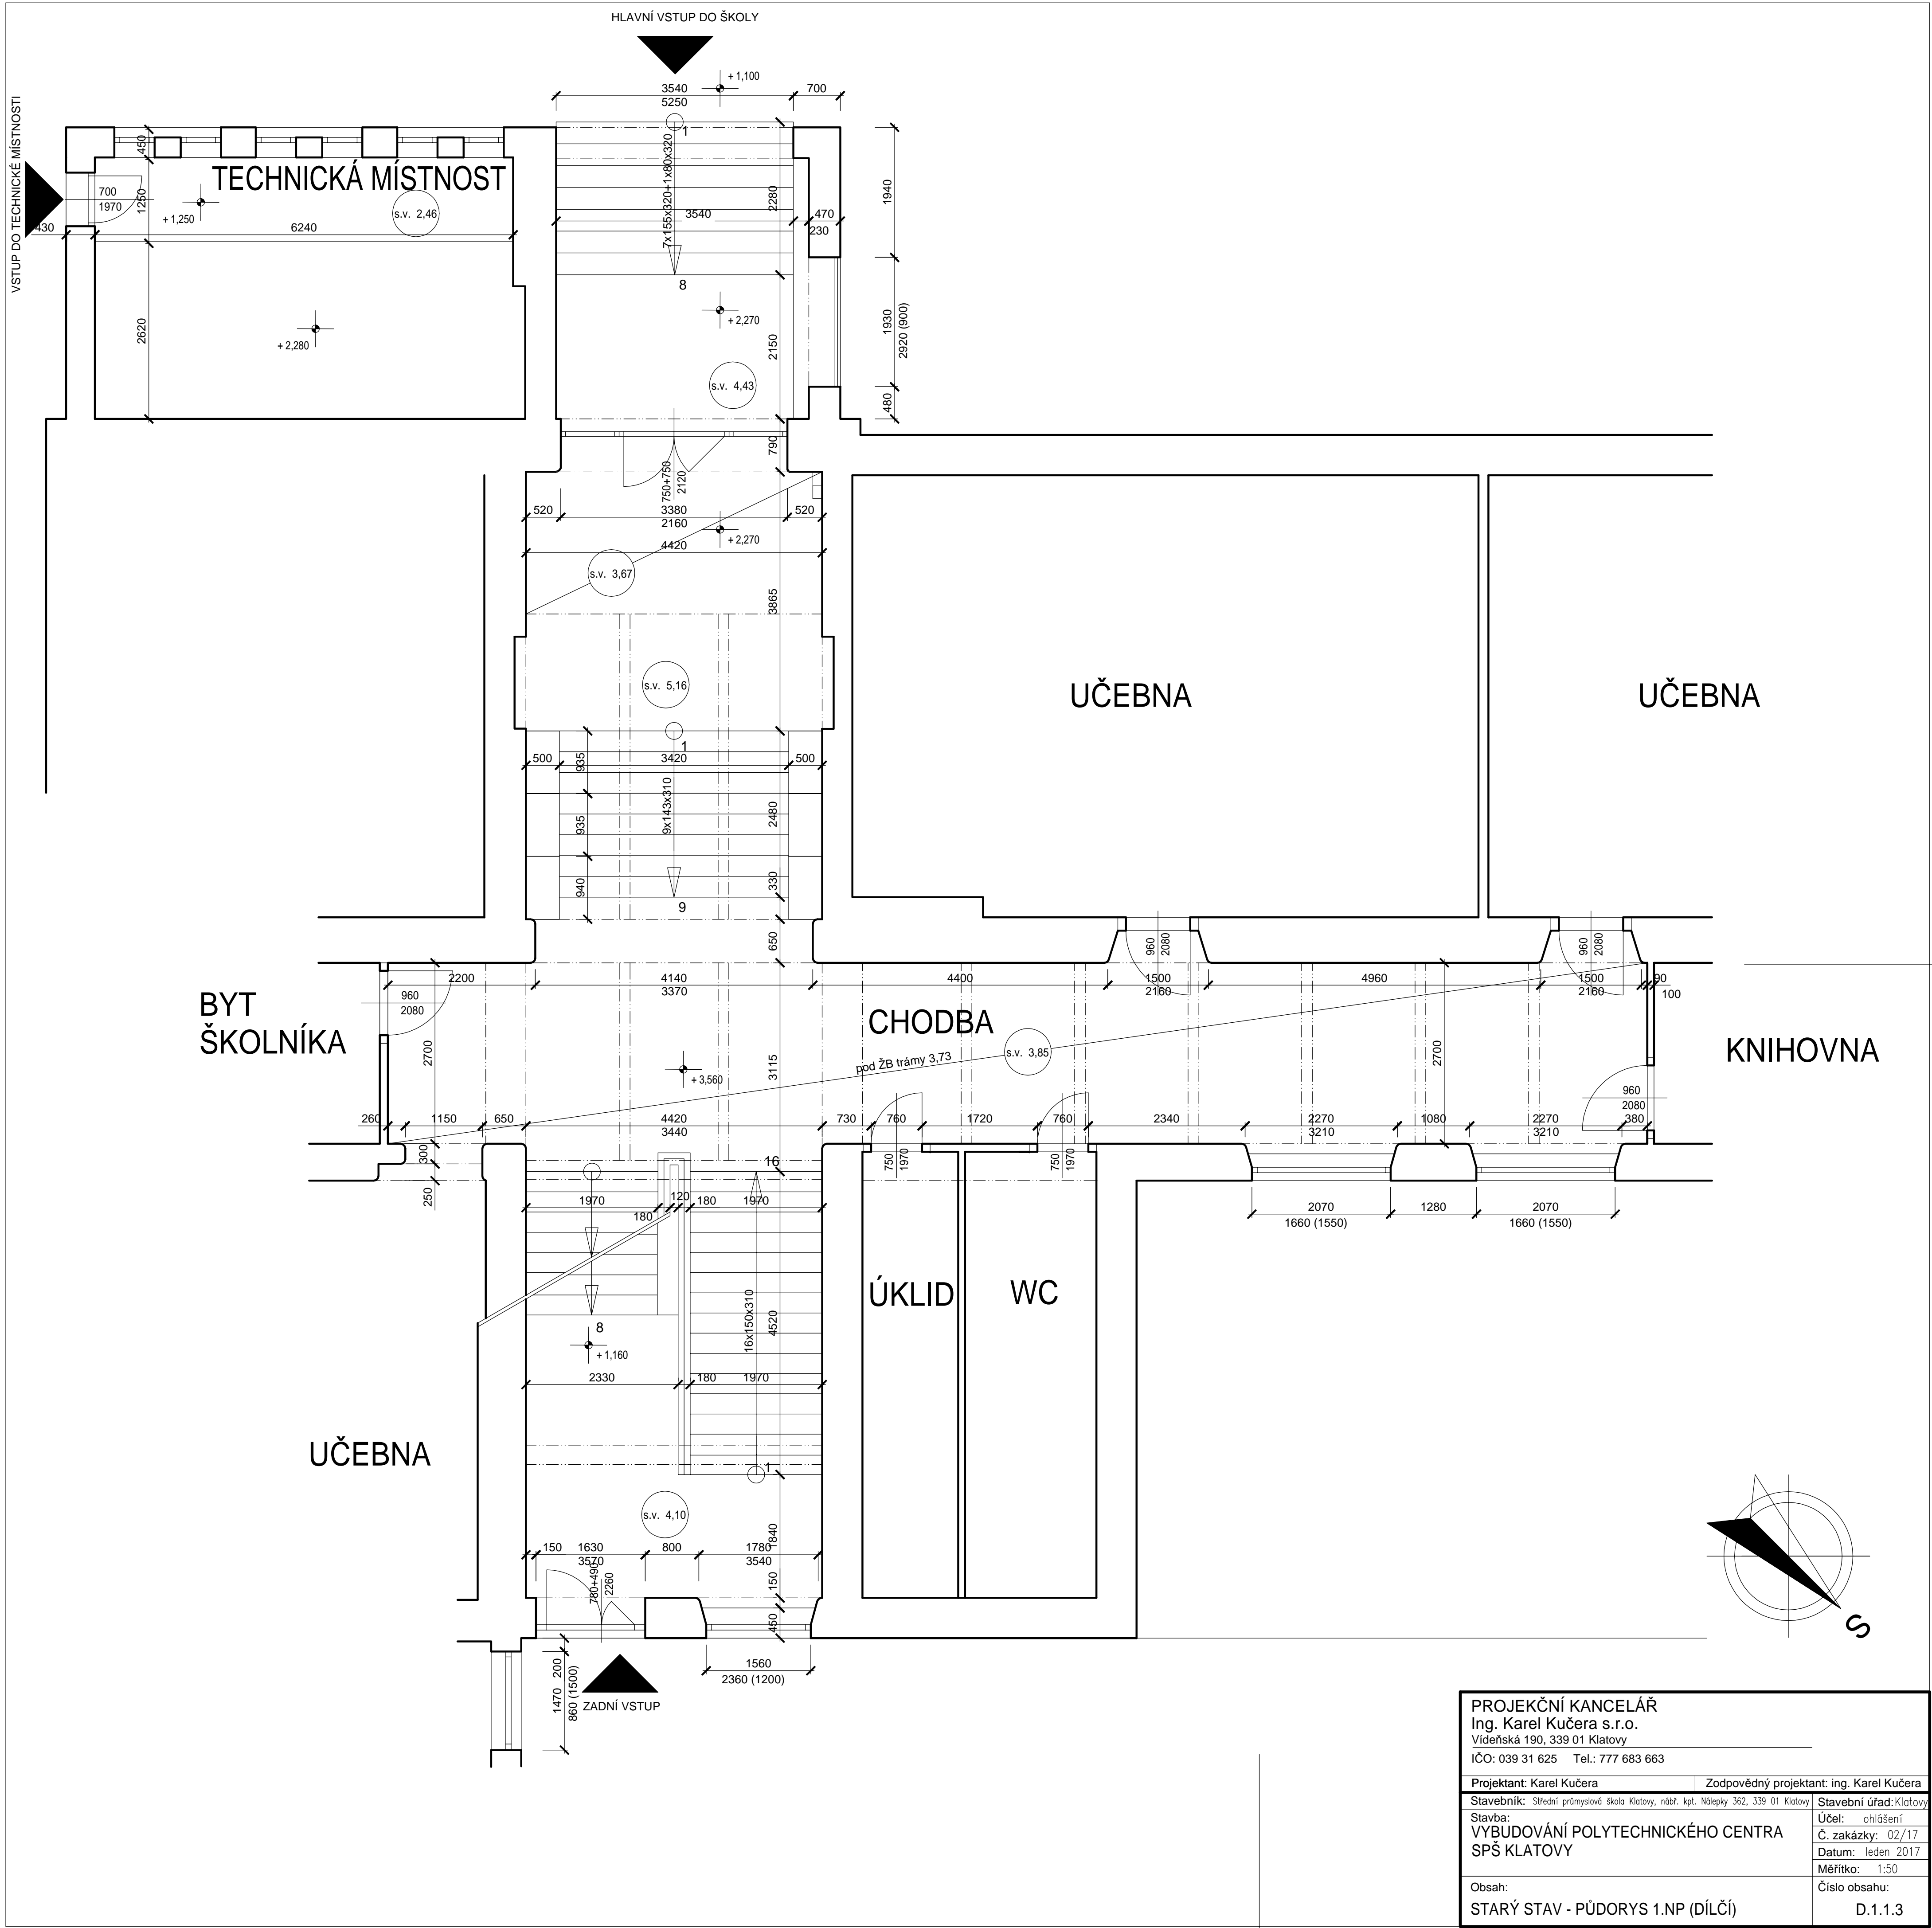 HLAVNÍ VSTUP DO ŠKOLY
+ 1,100
3540
5250
700
VSTUP DO TECHNICKÉ MÍSTNOSTI
450
TECHNICKÁ MÍSTNOST
700
1970
1250
+ 1,250
s.v. 2,46
430
6240
2620
+ 2,280
1
7x155x320+1x80x320
2280
3540
470
230
8
+ 2,270
2150
s.v. 4,43
1940
1930
2920 (900)
480
790
750+750
2120
520
3380
2160
520
+ 2,270
4420
s.v. 3,67
3865
s.v. 5,16
UČEBNA
UČEBNA
1
500
935
3420
500
9x143x310
935
2480
940
330
9
650
960
2080
960
2080
2200
4140
3370
4400
1500
2160
4960
1500
2160
90
100
BYT
ŠKOLNÍKA
960
2080
2700
CHODBA
s.v. 3,85
pod ŽB trámy 3,73
3115
+ 3,560
2700
KNIHOVNA
960
2080
260
1150
650
4420
3440
730
760
1720
760
2340
2270
3210
1080
2270
3210
380
300
250
16
750
1970
750
1970
1970
120
180
1970
180
2070
1660 (1550)
1280
2070
1660 (1550)
ÚKLID
WC
16x150x310
4520
8
+ 1,160
2330
180
1970
UČEBNA
1
s.v. 4,10
1840
150
1630
3570
800
1780
3540
780+490
2260
150
450
1560
2360 (1200)
1470
200
860 (1500)
ZADNÍ VSTUP
S
PROJEKČNÍ KANCELÁŘ
Ing. Karel Kučera s.r.o.
Vídeňská 190, 339 01 Klatovy
IČO: 039 31 625 Tel.: 777 683 663
Projektant: Karel Kučera
Zodpovědný projektant: ing. Karel Kučera
Stavebník: Střední průmyslová škola Klatovy, nábř. kpt. Nálepky 362, 339 01 Klatovy
Stavební úřad: Klatovy
Stavba:
VYBUDOVÁNÍ POLYTECHNICKÉHO CENTRA
SPŠ KLATOVY
Účel: ohlášení
Č. zakázky: 02/17
Datum: leden 2017
Měřítko: 1:50
Obsah:
STARÝ STAV - PŮDORYS 1.NP (DÍLČÍ)
Číslo obsahu:
D.1.1.3